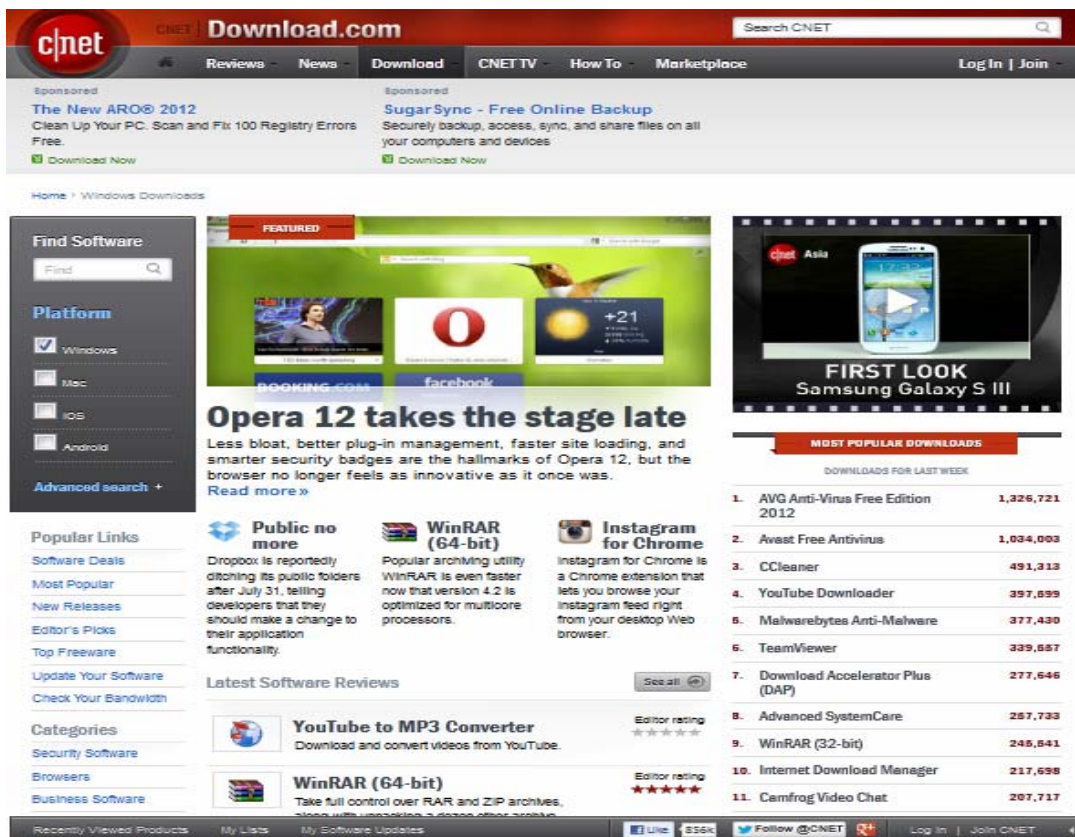 c|net
CNET | Download.com
Search CNET
Reviews News Download CNET TV How To Marketplace
Log In | Join
Sponsored
The New ARO® 2012
Clean Up Your PC. Scan and Fix 100 Registry Errors
Free.
Download Now
Sponsored
SugarSync - Free Online Backup
Securely backup, access, sync, and share files on all
your computers and devices
Download Now
Home › Windows Downloads
Find Software
Find
Platform
Windows
Mac
iOS
Android
Advanced search +
Popular Links
Software Deals
Most Popular
New Releases
Editor's Picks
Top Freeware
Update Your Software
Check Your Bandwidth
Categories
Security Software
Browsers
Business Software
FEATURED
+21
BOOKING.COM
facebook
Opera 12 takes the stage late
Less bloat, better plug-in management, faster site loading, and
smarter security badges are the hallmarks of Opera 12, but the
browser no longer feels as innovative as it once was.
Read more »
Public no
more
Dropbox is reportedly
ditching its public folders
after July 31, telling
developers that they
should make a change to
their application
functionality.
WinRAR
(64-bit)
Popular archiving utility
WinRAR is even faster
now that version 4.2 is
optimized for multicore
processors.
Instagram
for Chrome
Instagram for Chrome is
a Chrome extension that
lets you browse your
Instagram feed right
from your desktop Web
browser.
Latest Software Reviews
See all
YouTube to MP3 Converter
Download and convert videos from YouTube.
Editor rating
WinRAR (64-bit)
Take full control over RAR and ZIP archives,
along with unpacking a dozen other archive
Editor rating
c|net Asia
FIRST LOOK
Samsung Galaxy S III
MOST POPULAR DOWNLOADS
DOWNLOADS FOR LAST WEEK
1. AVG Anti-Virus Free Edition
2012 1,326,721
2. Avast Free Antivirus 1,034,003
3. CCleaner 491,313
4. YouTube Downloader 397,699
5. Malwarebytes Anti-Malware 377,430
6. TeamViewer 339,557
7. Download Accelerator Plus
(DAP) 277,646
8. Advanced SystemCare 257,733
9. WinRAR (32-bit) 245,541
10. Internet Download Manager 217,698
11. Camfrog Video Chat 207,717
Recently Viewed Products My Lists My Software Updates
Like 856k Follow @CNET Log In | Join CNET